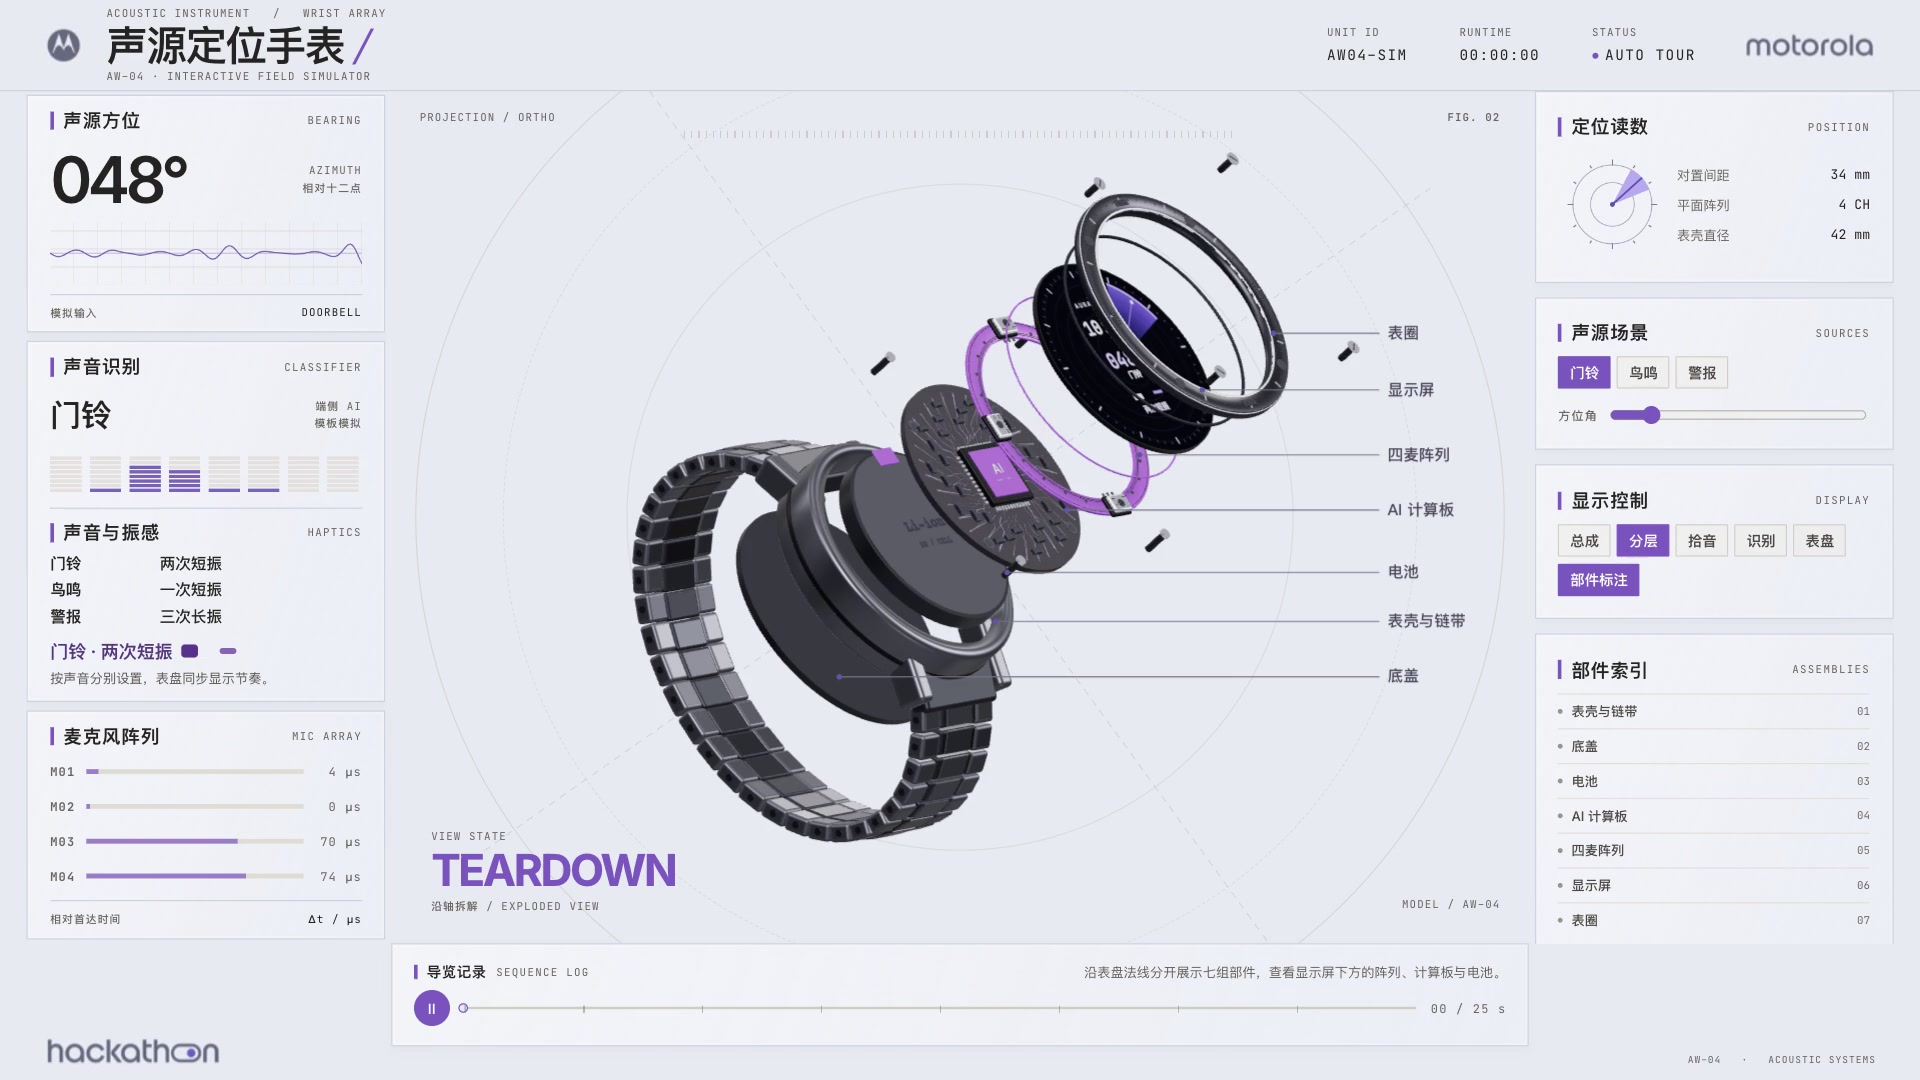 ACOUSTIC INSTRUMENT / WRIST ARRAY
声源定位手表 /
AW-04 · INTERACTIVE FIELD SIMULATOR
UNIT ID
AW04-SIM
RUNTIME
00:00:00
STATUS
AUTO TOUR
motorola
声源方位 BEARING
048°
AZIMUTH
相对十二点
模拟输入 DOORBELL
声音识别 CLASSIFIER
门铃
端侧 AI
模板模拟
声音与振感 HAPTICS
门铃 两次短振
鸟鸣 一次短振
警报 三次长振
门铃 · 两次短振
按声音分别设置，表盘同步显示节奏。
麦克风阵列 MIC ARRAY
M01 4 μs
M02 0 μs
M03 70 μs
M04 74 μs
相对首达时间 Δt / μs
PROJECTION / ORTHO
FIG. 02
AURA
AI
Li-ion
表圈
显示屏
四麦阵列
AI 计算板
电池
表壳与链带
底盖
VIEW STATE
TEARDOWN
沿轴拆解 / EXPLODED VIEW
MODEL / AW-04
定位读数 POSITION
对置间距 34 mm
平面阵列 4 CH
表壳直径 42 mm
声源场景 SOURCES
门铃 鸟鸣 警报
方位角
显示控制 DISPLAY
总成 分层 拾音 识别 表盘
部件标注
部件索引 ASSEMBLIES
表壳与链带 01
底盖 02
电池 03
AI 计算板 04
四麦阵列 05
显示屏 06
表圈 07
导览记录 SEQUENCE LOG
沿表盘法线分开展示七组部件，查看显示屏下方的阵列、计算板与电池。
00 / 25 s
hackathon
AW-04 · ACOUSTIC SYSTEMS